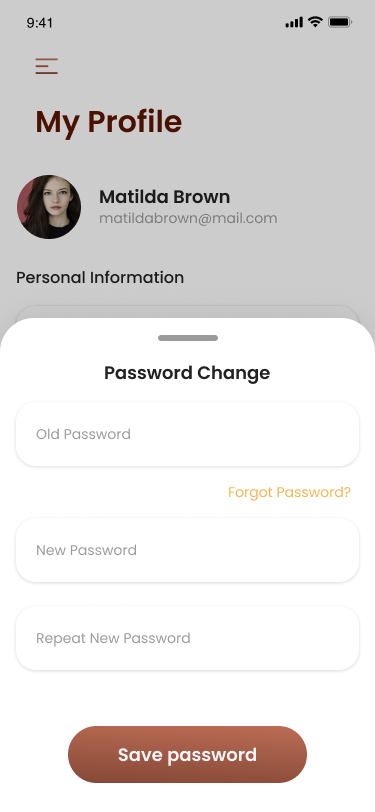 9:41
My Profile
Matilda Brown
matildabrown@mail.com
Personal Information
Password Change
Old Password
Forgot Password?
New Password
Repeat New Password
Save password